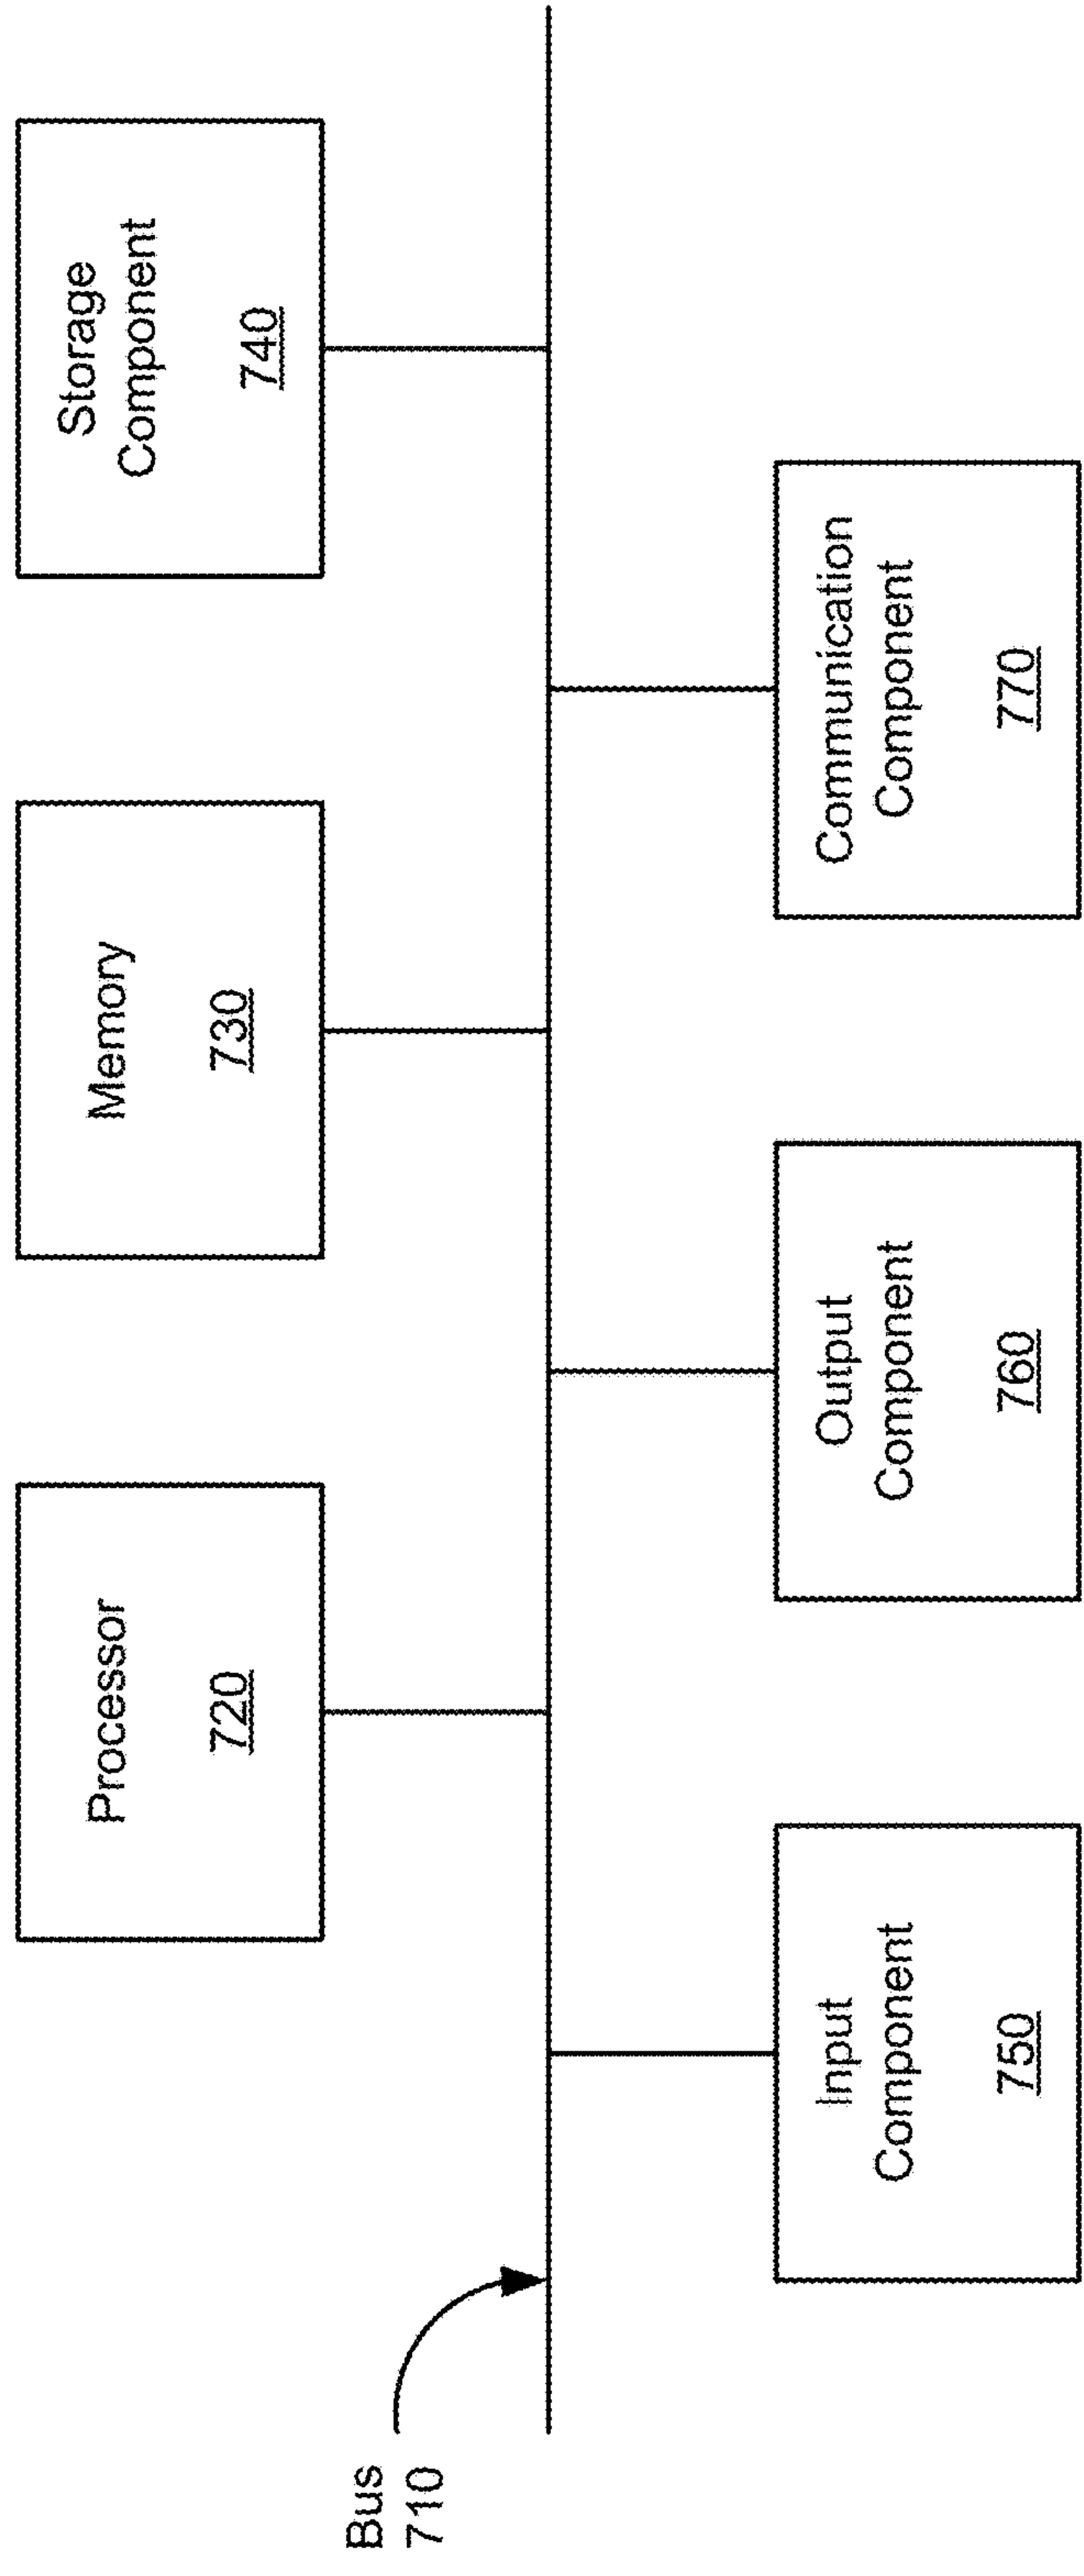 Processor
720
Memory
730
Storage
Component
740
Bus
710
Input
Component
750
Output
Component
760
Communication
Component
770